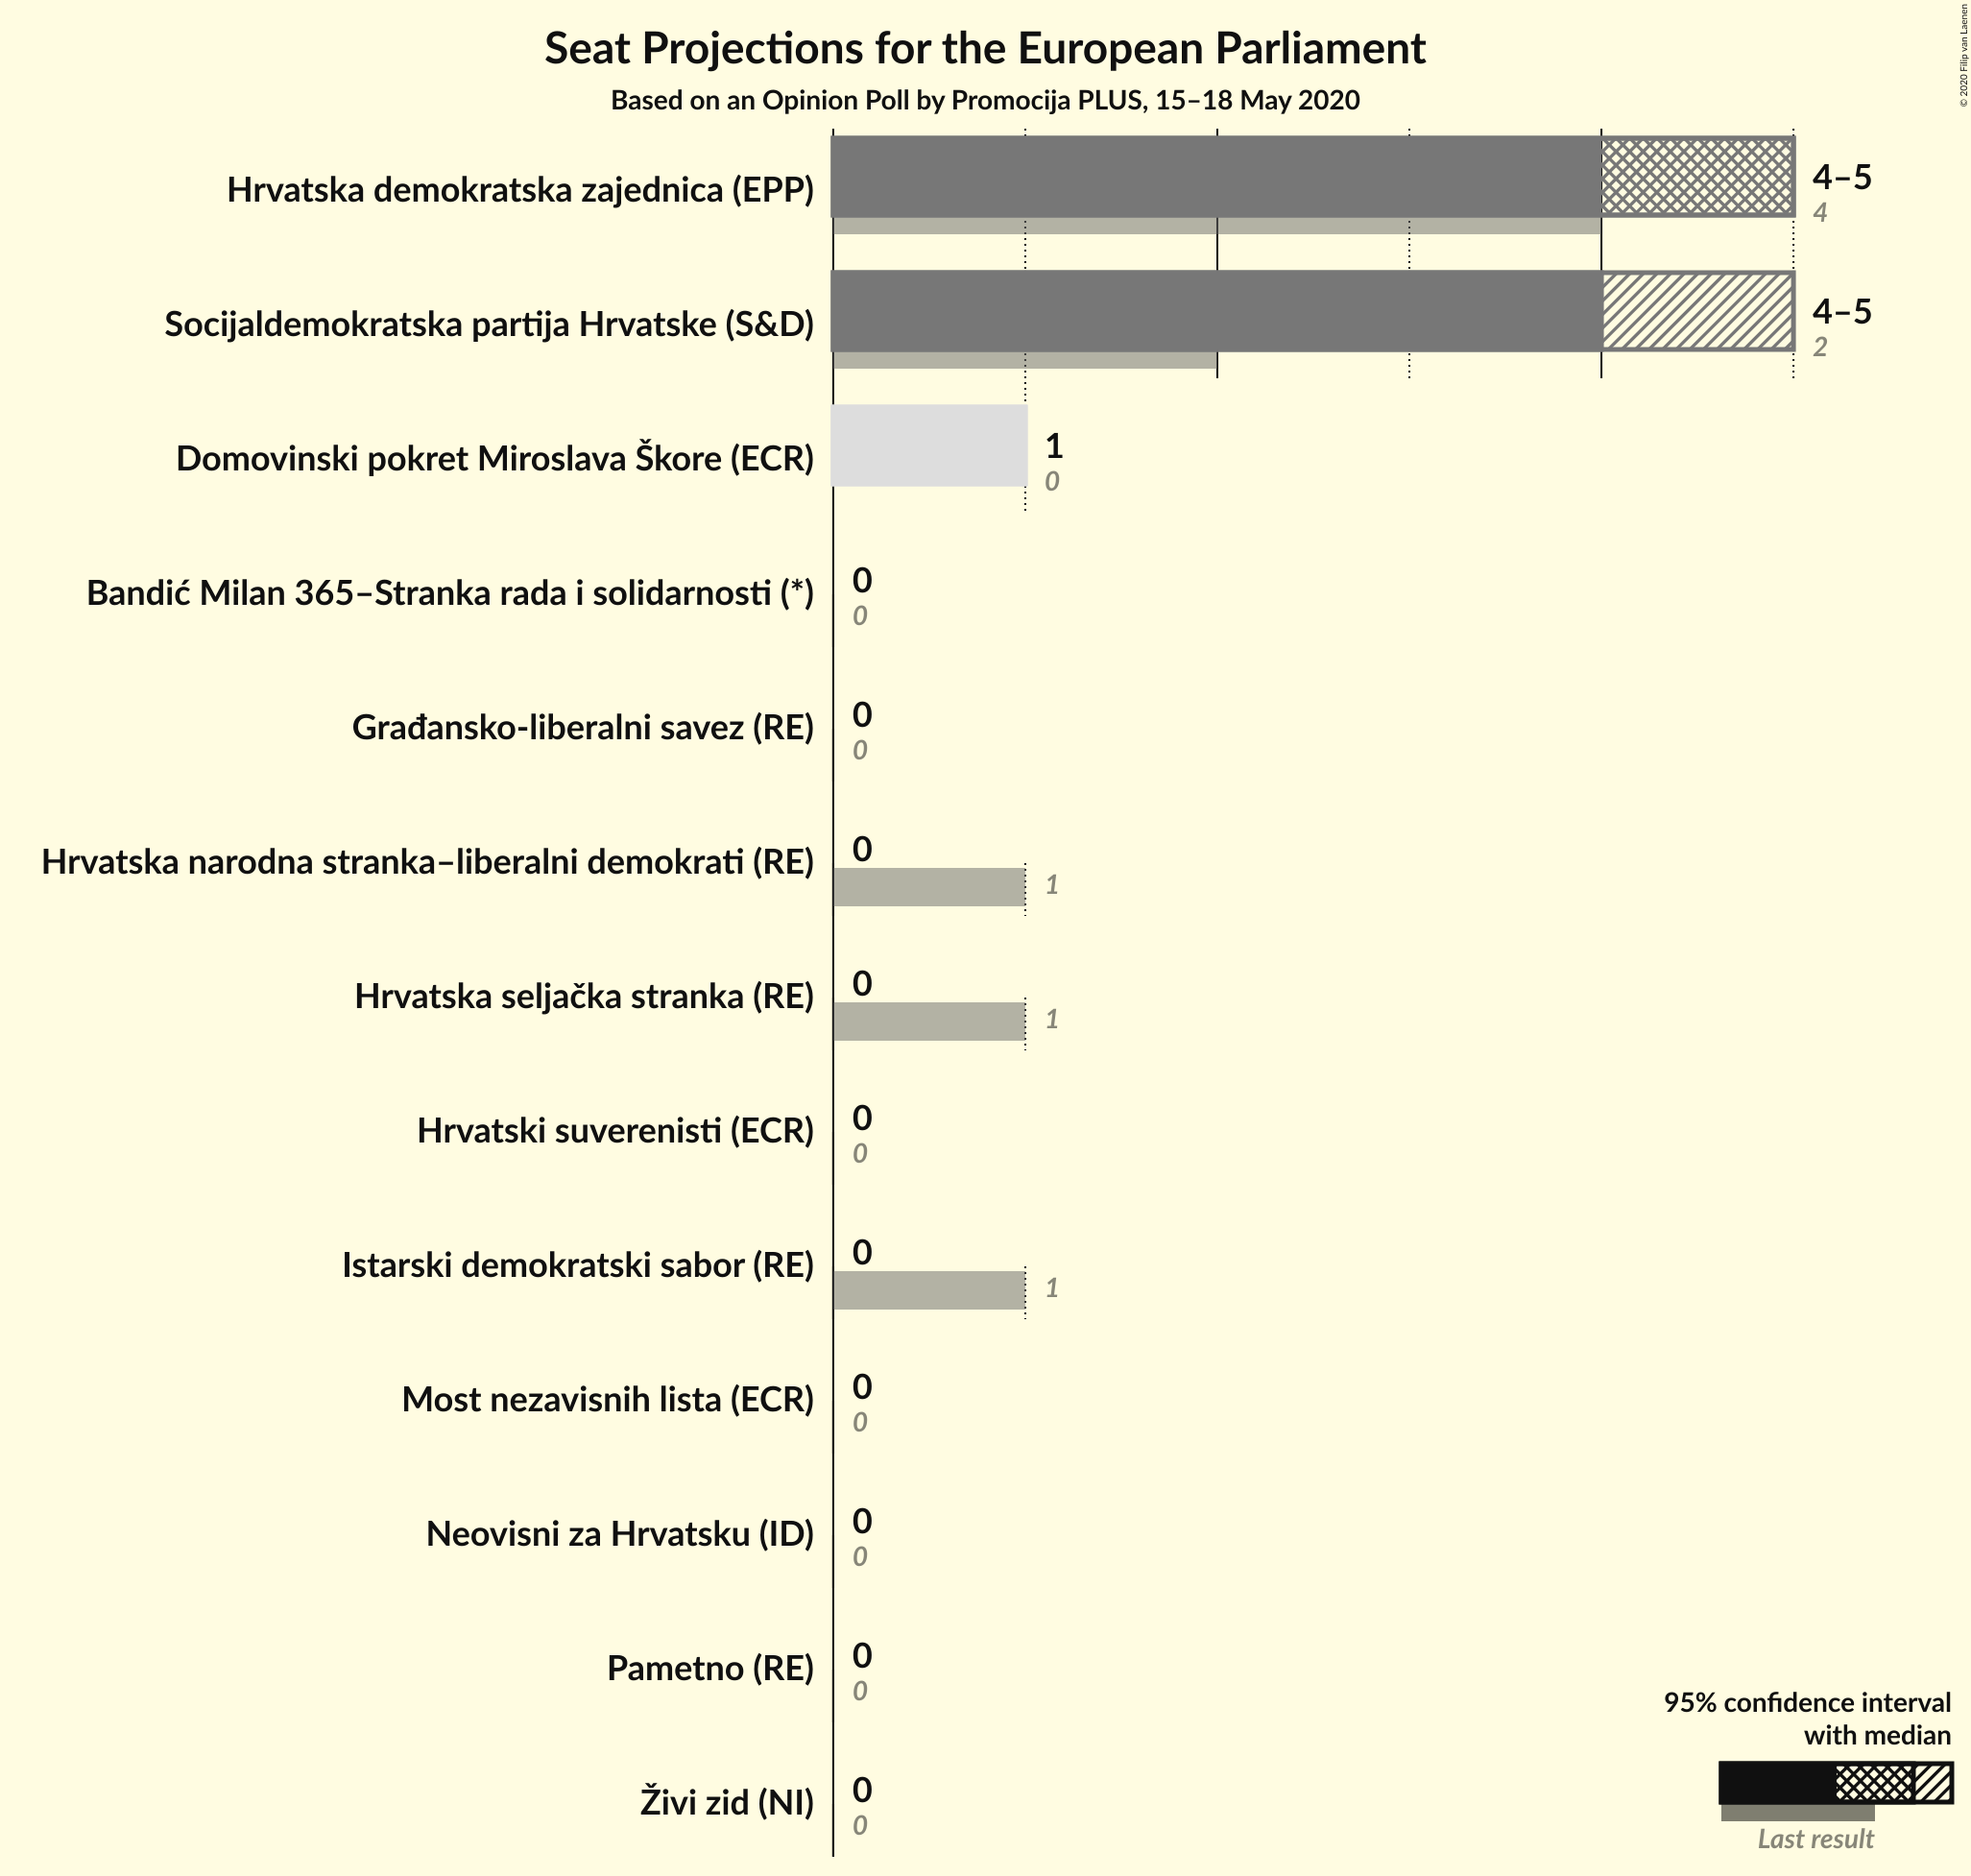 Seat Projections for the European Parliament
Based on an Opinion Poll by Promocija PLUS, 15–18 May 2020
© 2020 Filip van Laenen
Hrvatska demokratska zajednica (EPP)
4–5
4
Socijaldemokratska partija Hrvatske (S&D)
4–5
2
Domovinski pokret Miroslava Škore (ECR)
1
0
Bandić Milan 365–Stranka rada i solidarnosti (*)
0
0
Građansko-liberalni savez (RE)
0
0
Hrvatska narodna stranka–liberalni demokrati (RE)
0
1
Hrvatska seljačka stranka (RE)
0
1
Hrvatski suverenisti (ECR)
0
0
Istarski demokratski sabor (RE)
0
1
Most nezavisnih lista (ECR)
0
0
Neovisni za Hrvatsku (ID)
0
0
Pametno (RE)
0
0
Živi zid (NI)
0
0
95% confidence interval
with median
Last result